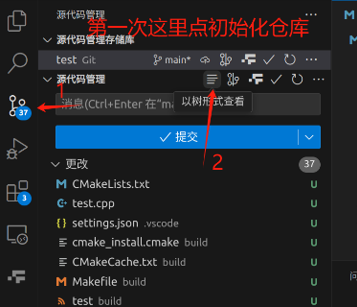 源代码管理
第一次这里点初始化仓库
源代码管理存储库
test Git main*
源代码管理
1
37
消息(Ctrl+Enter 在"ma
以树形式查看
提交
2
更改 37
CMakeLists.txt U
test.cpp U
3
settings.json .vscode U
cmake_install.cmake build U
CMakeCache.txt build U
Makefile build U
test build U